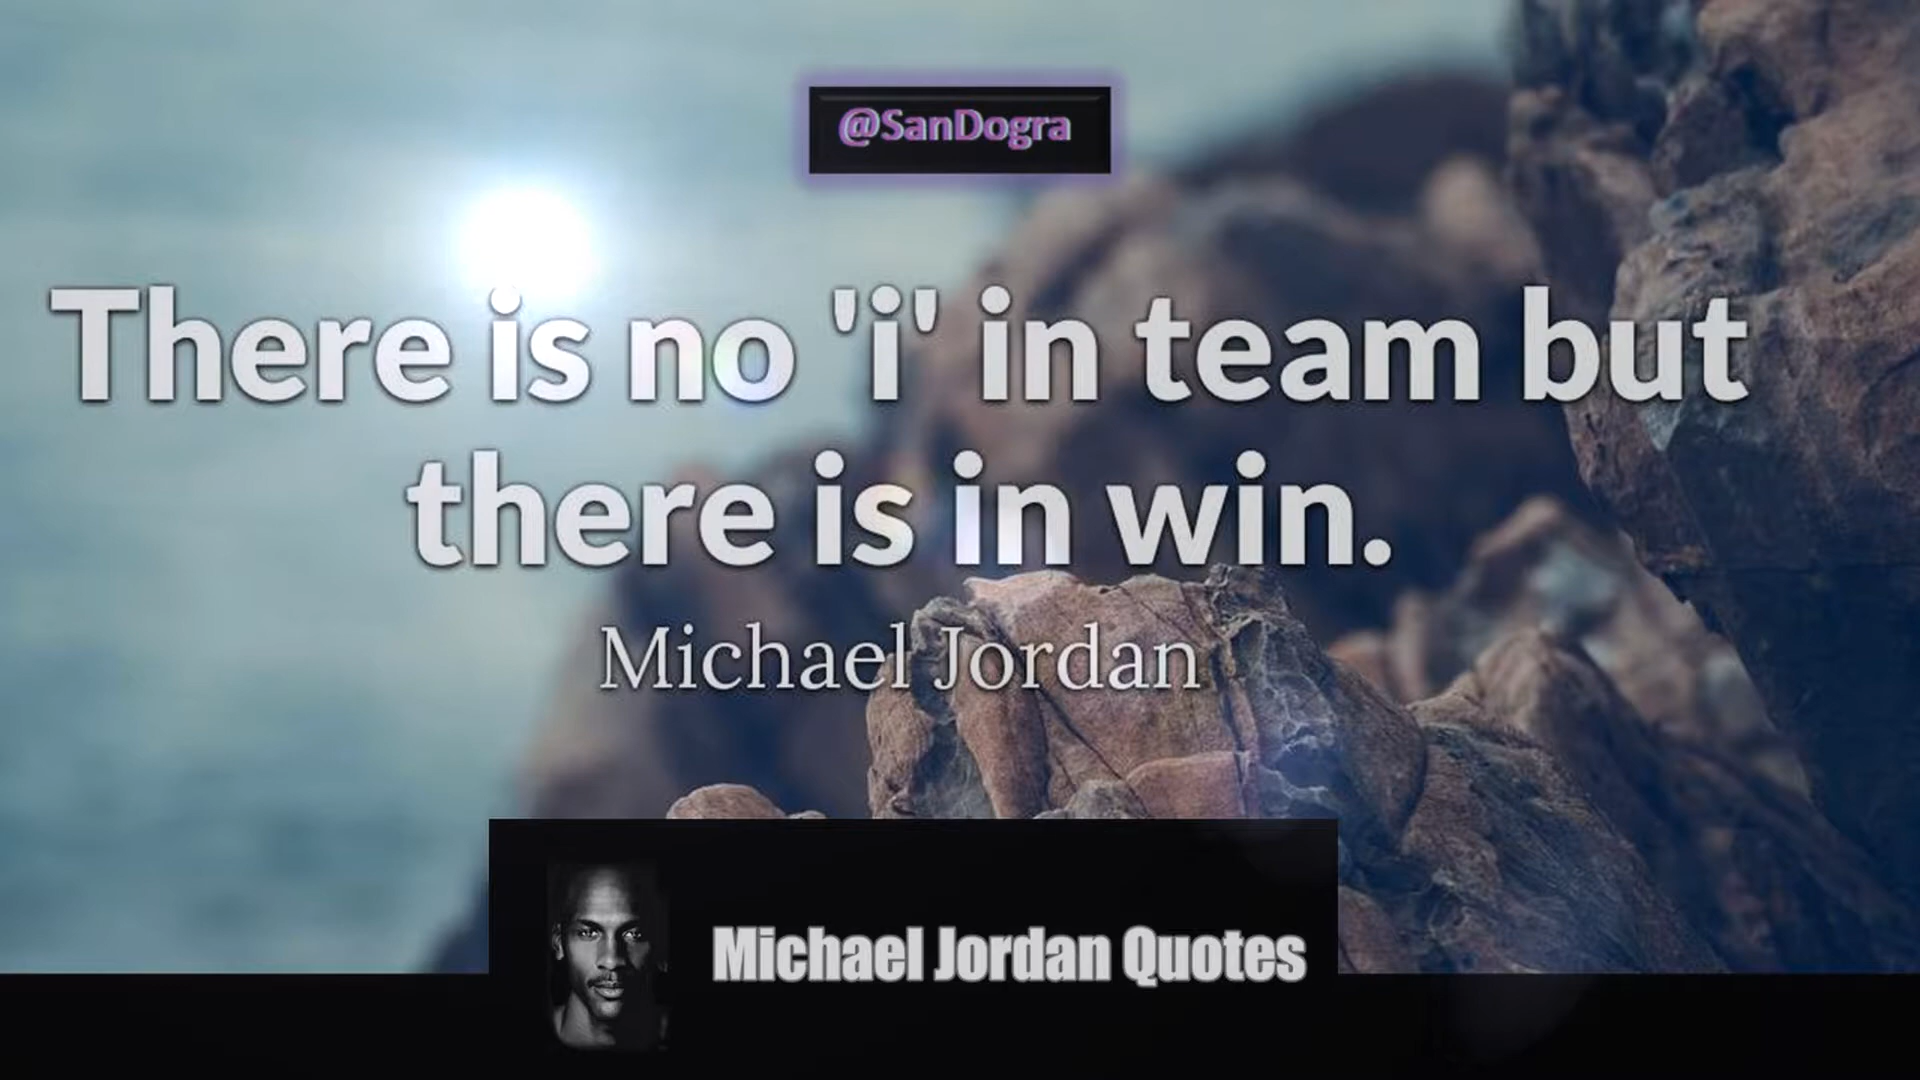 @SanDogra
There is no 'i' in team but
there is in win.
Michael Jordan
Michael Jordan Quotes